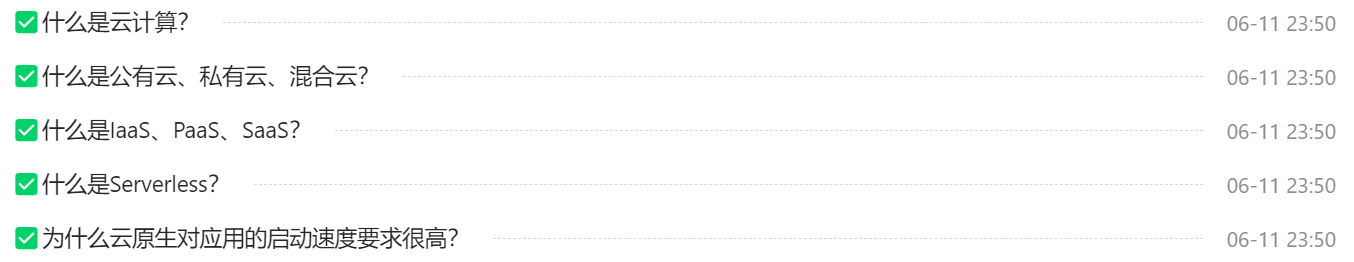 什么是云计算? 06-11 23:50
什么是公有云、私有云、混合云? 06-11 23:50
什么是IaaS、PaaS、SaaS? 06-11 23:50
什么是Serverless? 06-11 23:50
为什么云原生对应用的启动速度要求很高? 06-11 23:50